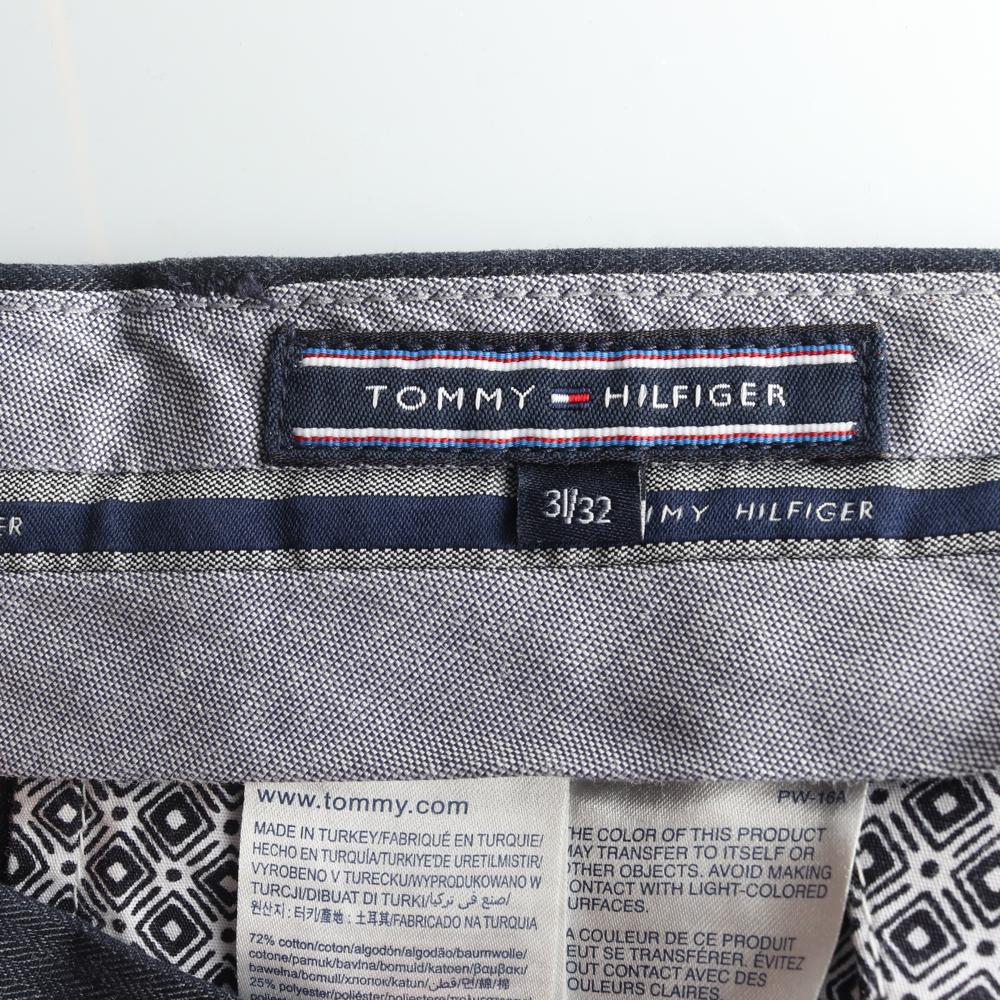 TOMMY HILFIGER
ER
31/32
MMY HILFIGER
www.tommy.com
MADE IN TURKEY/FABRIQUÉ EN TURQUIE/
HECHO EN TURQUÍA/TURKIYE'DE URETILMISTIR/
VYROBENO V TURECKU/WYPRODUKOWANO W
TURCJI/DIBUAT DI TURKI/صنع في تركيا/
원산지: 터키/產地: 土耳其/FABRICADO NA TURQUIA
72% cotton/coton/algodón/algodão/baumwolle/
cotone/pamuk/bavlna/bomuld/katoen/βαμβακι/
bawełna/bomull/хлопок/katun/قطن/면/綿/棉
25% polyester/poliéster/polyestere/
PW-16A
THE COLOR OF THIS PRODUCT
MAY TRANSFER TO ITSELF OR
OTHER OBJECTS. AVOID MAKING
CONTACT WITH LIGHT-COLORED
SURFACES.
LA COULEUR DE CE PRODUIT
PEUT SE TRANSFÉRER. ÉVITEZ
TOUT CONTACT AVEC DES
COULEURS CLAIRES